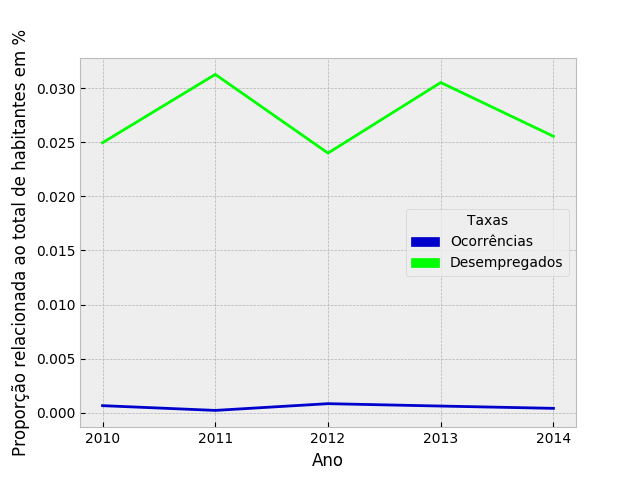 Proporção relacionada ao total de habitantes em %
0.030
0.025
0.020
0.015
0.010
0.005
0.000
Taxas
Ocorrências
Desempregados
2010 2011 2012 2013 2014
Ano